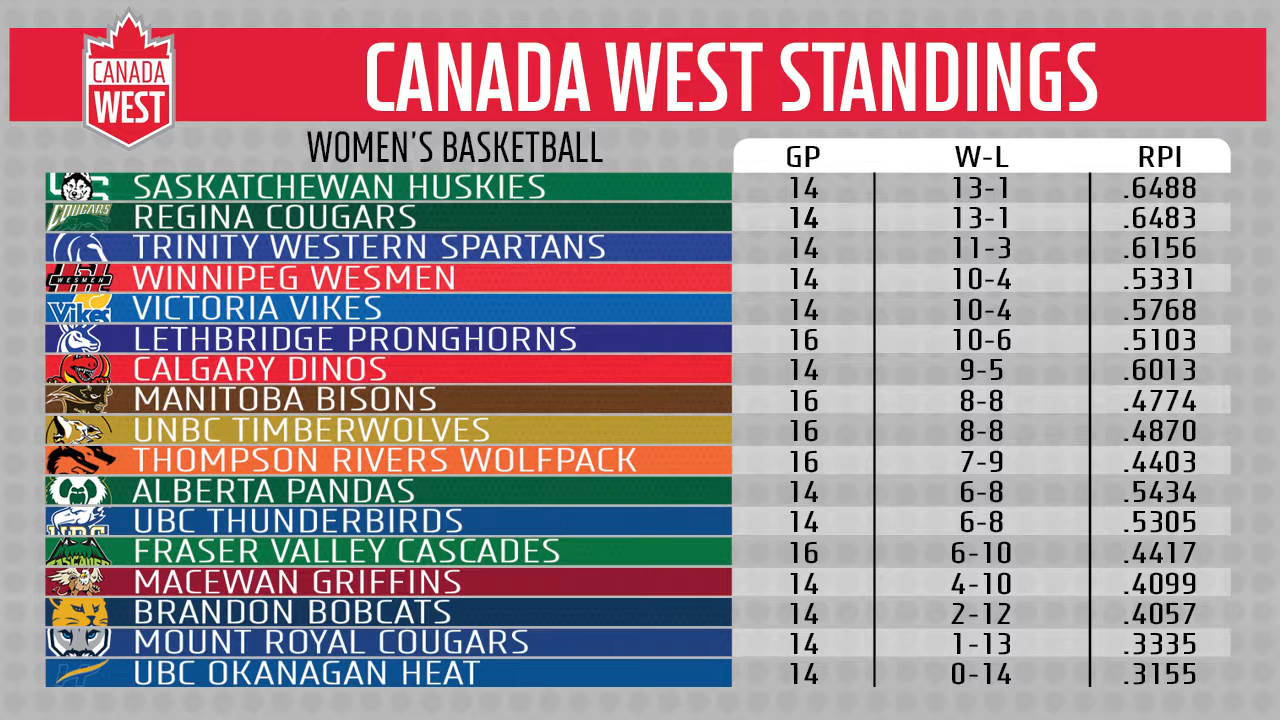 CANADA WEST
CANADA WEST STANDINGS
WOMEN'S BASKETBALL
GP W-L RPI
SASKATCHEWAN HUSKIES 14 13-1 .6488
COUGARS REGINA COUGARS 14 13-1 .6483
TRINITY WESTERN SPARTANS 14 11-3 .6156
WESMEN WINNIPEG WESMEN 14 10-4 .5331
Vikes VICTORIA VIKES 14 10-4 .5768
LETHBRIDGE PRONGHORNS 16 10-6 .5103
CALGARY DINOS 14 9-5 .6013
MANITOBA BISONS 16 8-8 .4774
UNBC TIMBERWOLVES 16 8-8 .4870
THOMPSON RIVERS WOLFPACK 16 7-9 .4403
ALBERTA PANDAS 14 6-8 .5434
UBC UBC THUNDERBIRDS 14 6-8 .5305
CASCADES FRASER VALLEY CASCADES 16 6-10 .4417
MACEWAN GRIFFINS 14 4-10 .4099
BRANDON BOBCATS 14 2-12 .4057
MOUNT ROYAL COUGARS 14 1-13 .3335
UBC OKANAGAN HEAT 14 0-14 .3155